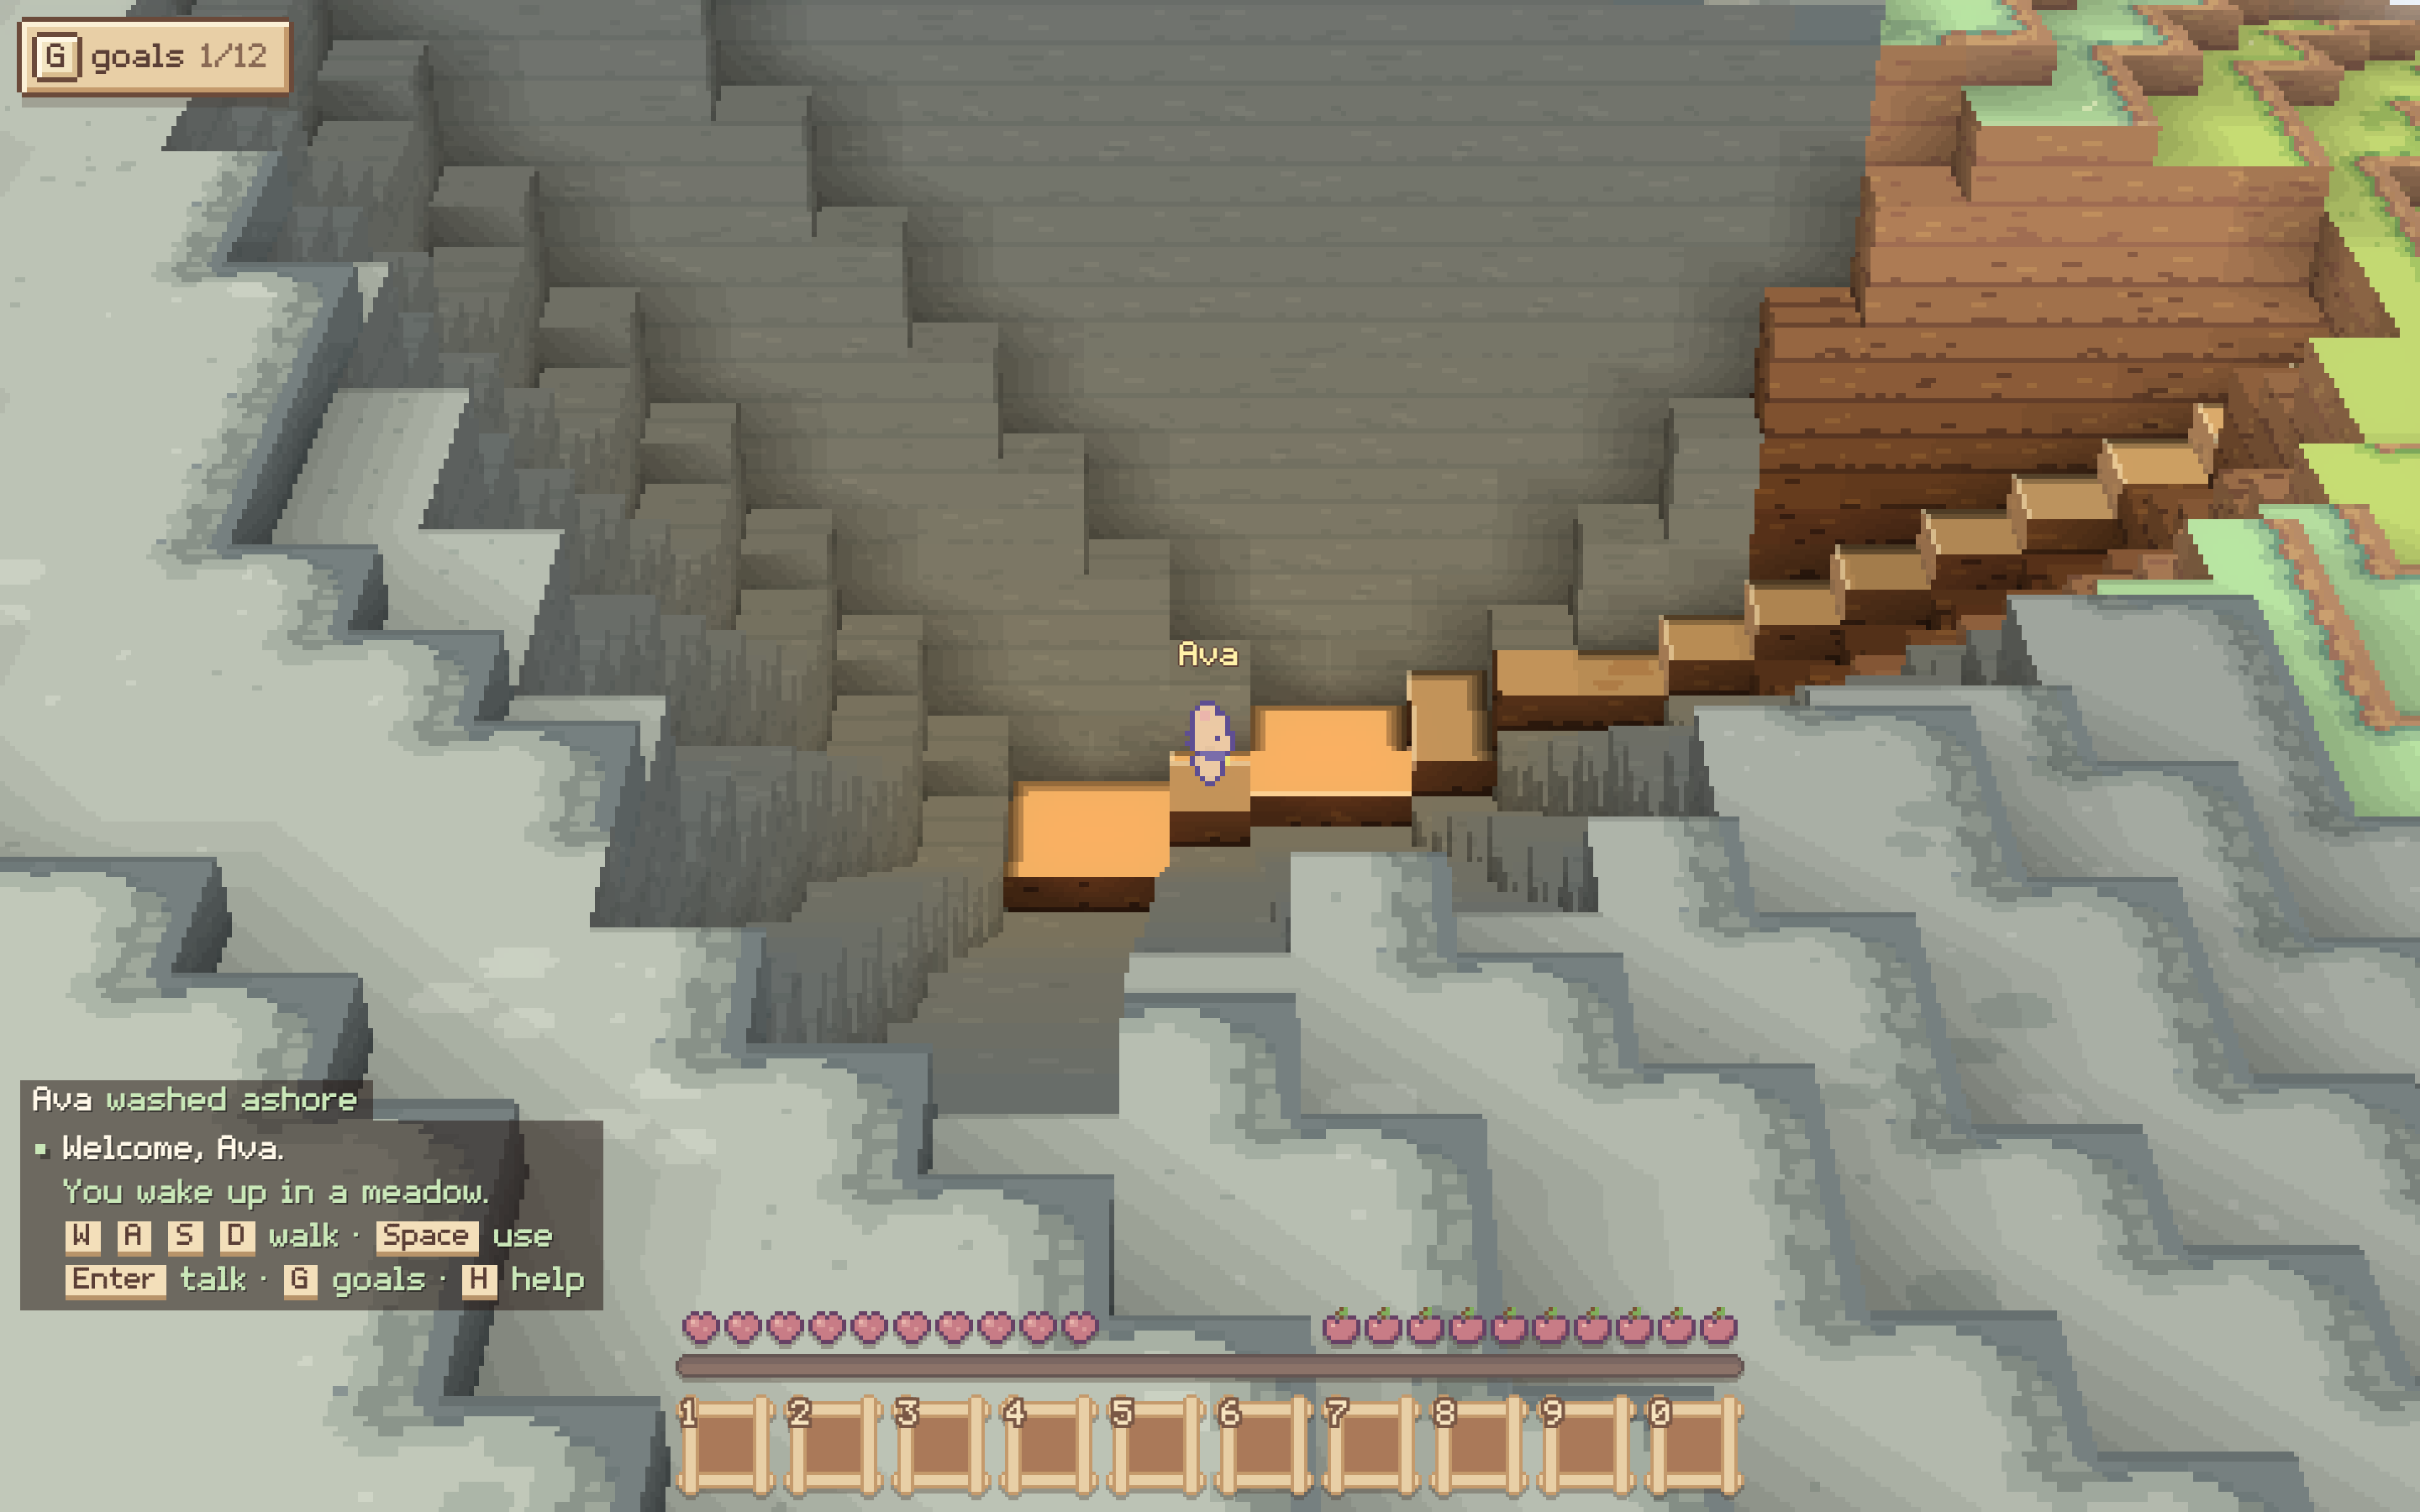 G goals 1/12
Ava
Ava washed ashore
Welcome, Ava.
You wake up in a meadow.
W A S D walk · Space use
Enter talk · G goals · H help
1 2 3 4 5 6 7 8 9 0